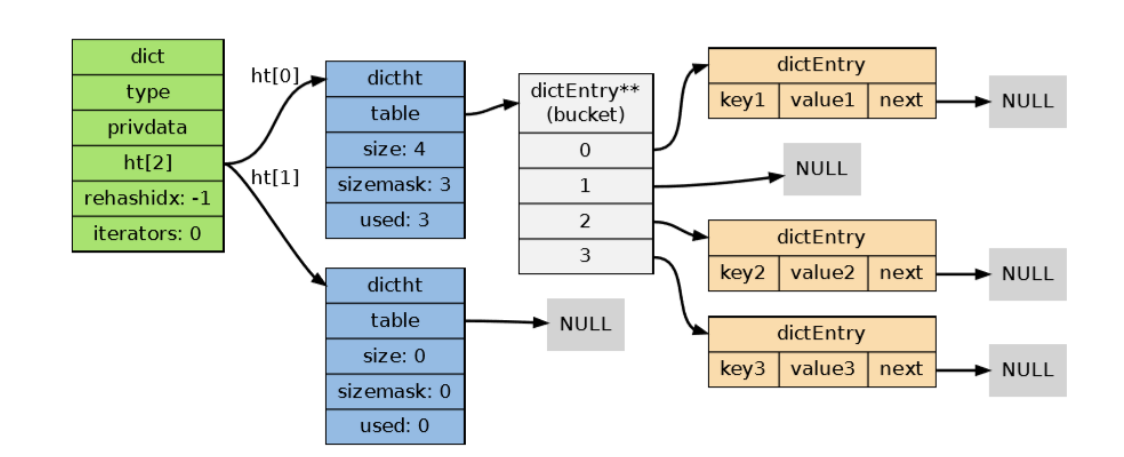 dict
type
privdata
ht[2]
rehashidx: -1
iterators: 0
ht[0]
ht[1]
dictht
table
size: 4
sizemask: 3
used: 3
dictht
table
size: 0
sizemask: 0
used: 0
NULL
dictEntry**
(bucket)
0
1
2
3
dictEntry
key1 value1 next
NULL
NULL
dictEntry
key2 value2 next
NULL
dictEntry
key3 value3 next
NULL